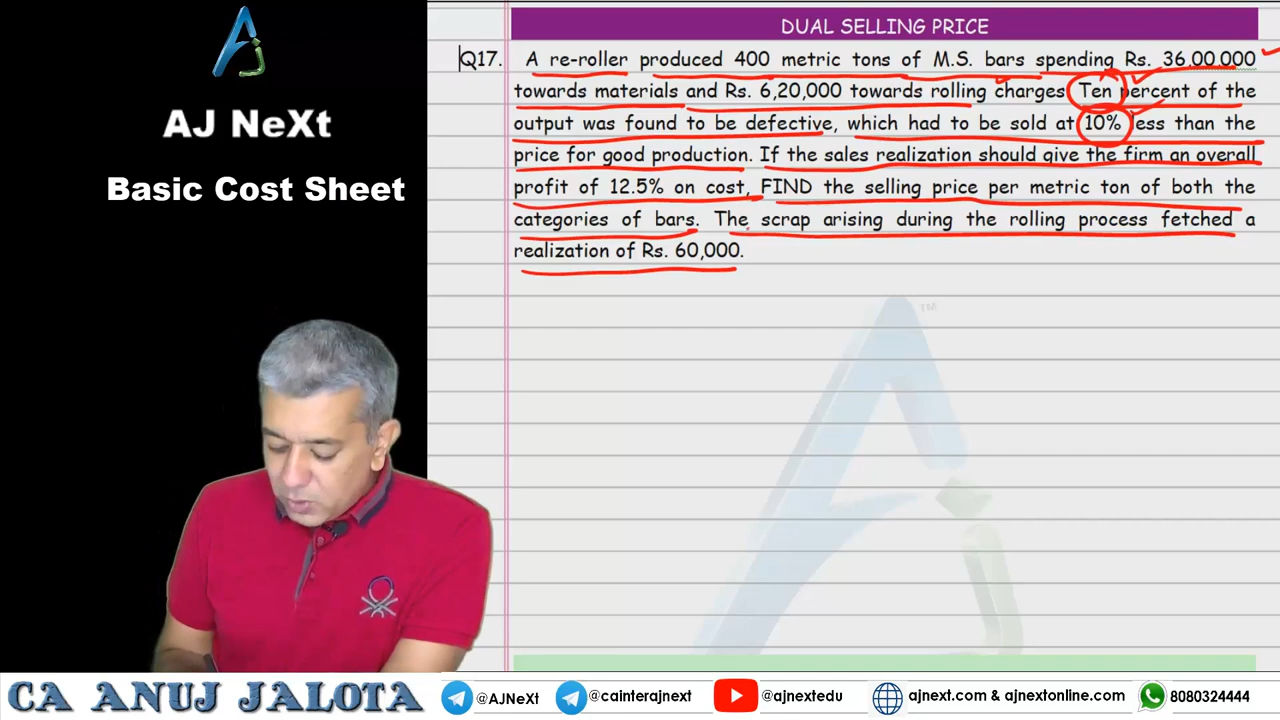 DUAL SELLING PRICE
Q17. A re-roller produced 400 metric tons of M.S. bars spending Rs. 36,00,000
towards materials and Rs. 6,20,000 towards rolling charges. Ten percent of the
output was found to be defective, which had to be sold at 10% less than the
price for good production. If the sales realization should give the firm an overall
profit of 12.5% on cost, FIND the selling price per metric ton of both the
categories of bars. The scrap arising during the rolling process fetched a
realization of Rs. 60,000.
AJ NeXt
Basic Cost Sheet
TM
CA ANUJ JALOTA
@AJNeXt
@cainterajnext
@ajnextedu
ajnext.com & ajnextonline.com
8080324444